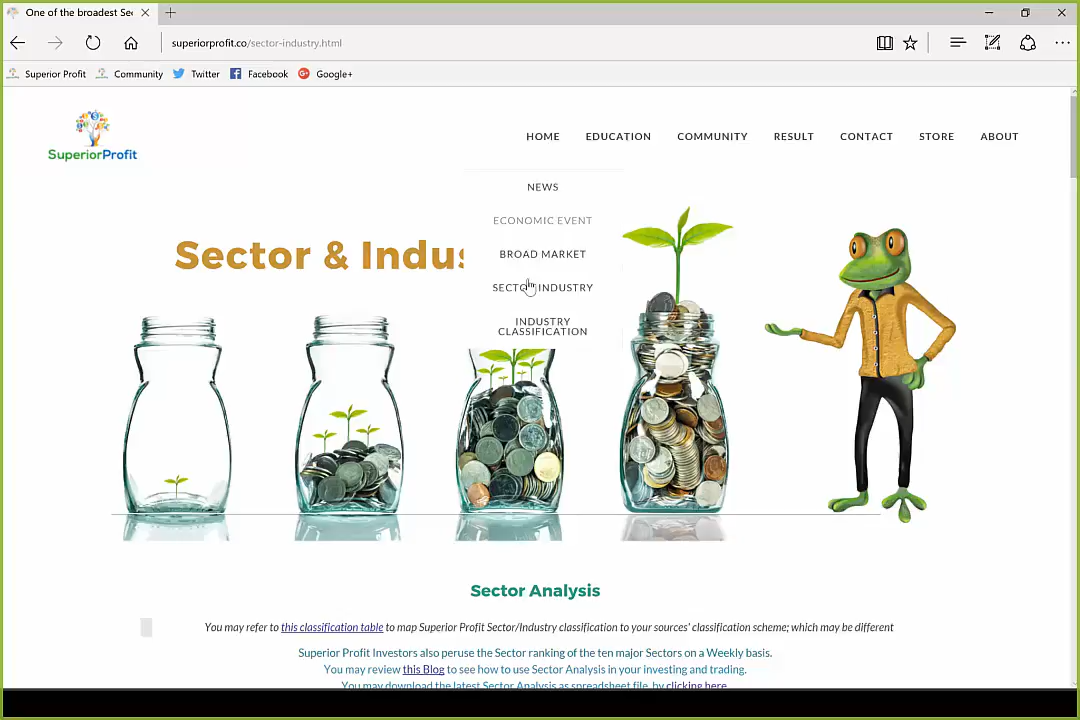 One of the broadest Sec
superiorprofit.co/sector-industry.html
Superior Profit Community Twitter Facebook Google+
SuperiorProfit
HOME EDUCATION COMMUNITY RESULT CONTACT STORE ABOUT
NEWS
ECONOMIC EVENT
BROAD MARKET
SECTOR INDUSTRY
INDUSTRY
CLASSIFICATION
Sector & Indus
Sector Analysis
You may refer to this classification table to map Superior Profit Sector/Industry classification to your sources' classification scheme; which may be different
Superior Profit Investors also peruse the Sector ranking of the ten major Sectors on a Weekly basis.
You may review this Blog to see how to use Sector Analysis in your investing and trading.
You may download the latest Sector Analysis as spreadsheet file, by clicking here